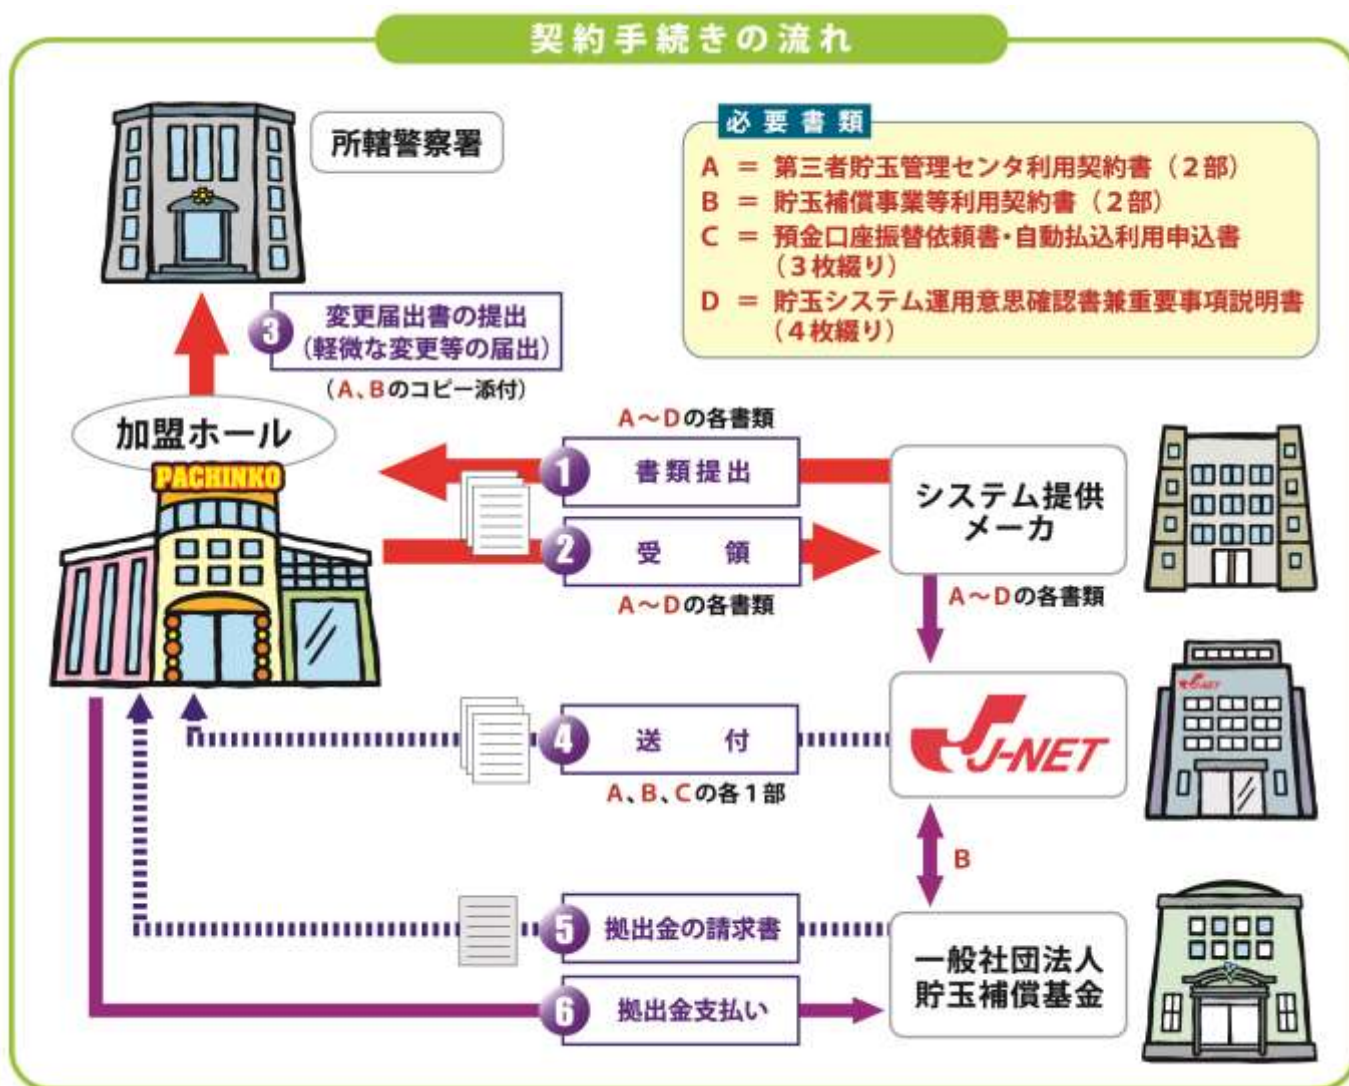 契約手続きの流れ
所轄警察署
必要書類
A = 第三者貯玉管理センタ利用契約書（２部）
B = 貯玉補償事業等利用契約書（２部）
C = 預金口座振替依頼書・自動払込利用申込書
（３枚綴り）
D = 貯玉システム運用意思確認書兼重要事項説明書
（４枚綴り）
3 変更届出書の提出
（軽微な変更等の届出）
（A、Bのコピー添付）
加盟ホール
PACHINKO
A～Dの各書類
1 書類提出
2 受領
A～Dの各書類
システム提供
メーカ
A～Dの各書類
4 送付
A、B、Cの各１部
J-NET
J-NET
B
5 拠出金の請求書
6 拠出金支払い
一般社団法人
貯玉補償基金